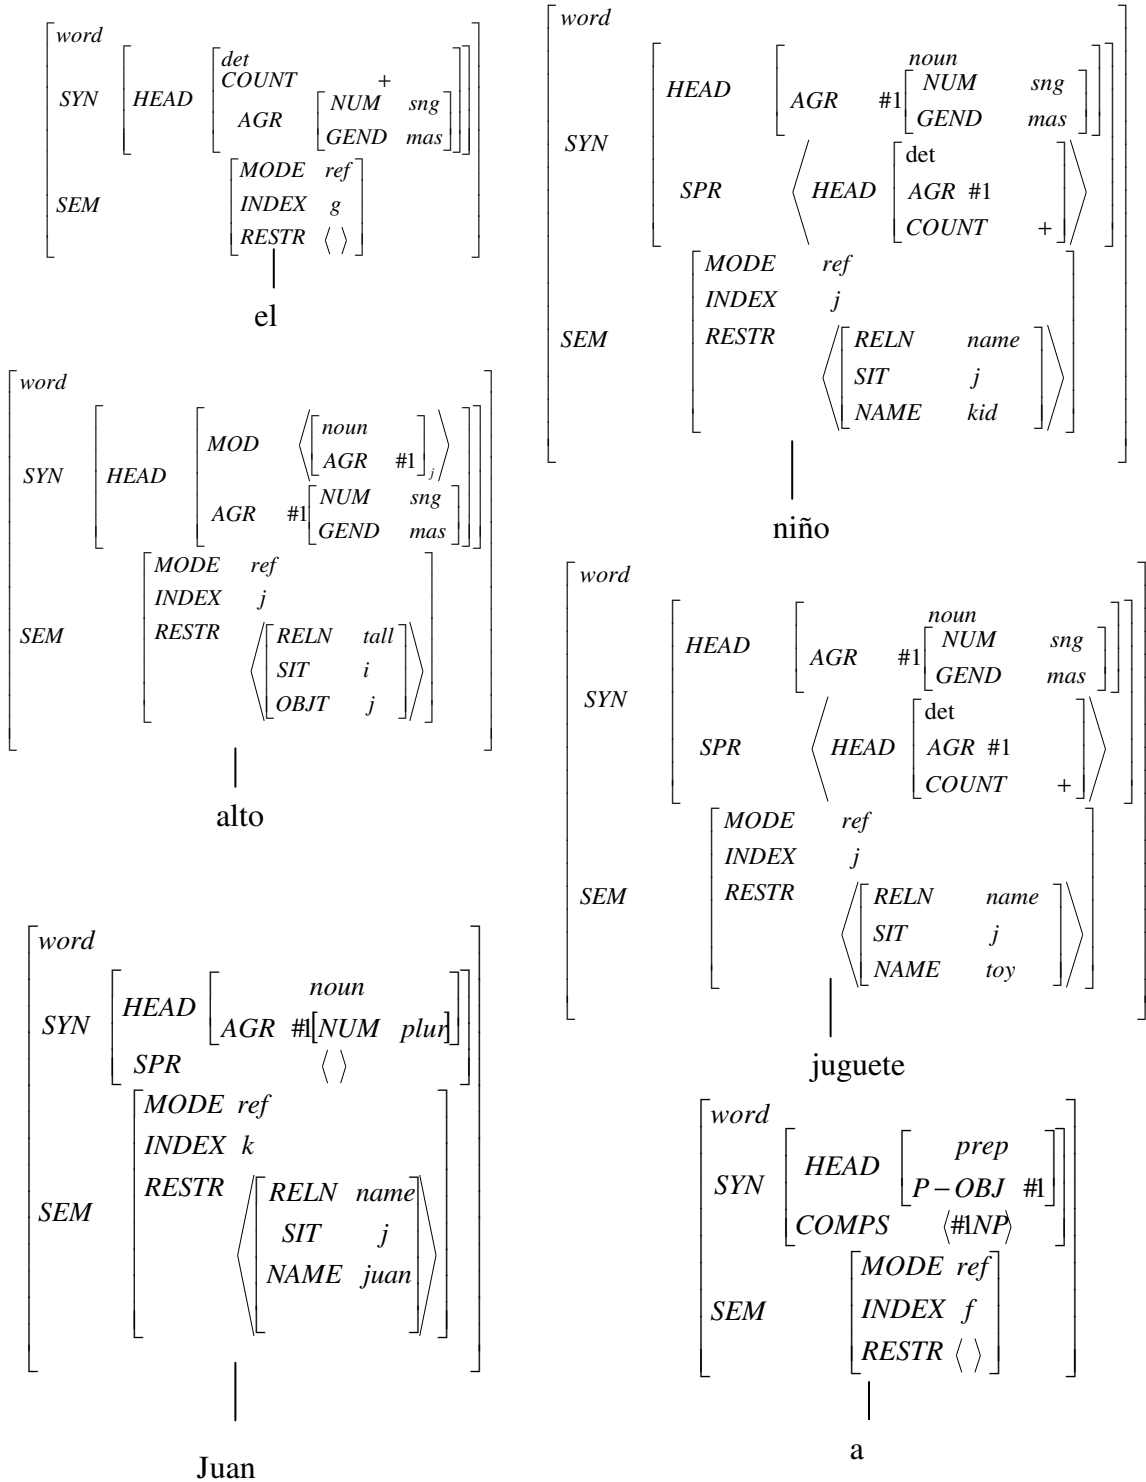 word
SYN HEAD det
COUNT +
AGR NUM sng
GEND mas
SEM MODE ref
INDEX g
RESTR ⟨ ⟩
el
word
SYN HEAD noun
AGR #1 NUM sng
GEND mas
SPR ⟨HEAD det
AGR #1
COUNT +⟩
SEM MODE ref
INDEX j
RESTR ⟨RELN name
SIT j
NAME kid⟩
niño
word
SYN HEAD MOD ⟨noun
AGR #1 j⟩
AGR #1 NUM sng
GEND mas
SEM MODE ref
INDEX j
RESTR ⟨RELN tall
SIT i
OBJT j⟩
alto
word
SYN HEAD noun
AGR #1 NUM sng
GEND mas
SPR ⟨HEAD det
AGR #1
COUNT +⟩
SEM MODE ref
INDEX j
RESTR ⟨RELN name
SIT j
NAME toy⟩
juguete
word
SYN HEAD noun
AGR #1[NUM plur]
SPR ⟨ ⟩
SEM MODE ref
INDEX k
RESTR ⟨RELN name
SIT j
NAME juan⟩
Juan
word
SYN HEAD prep
P−OBJ #1
COMPS ⟨#1NP⟩
SEM MODE ref
INDEX f
RESTR ⟨ ⟩
a